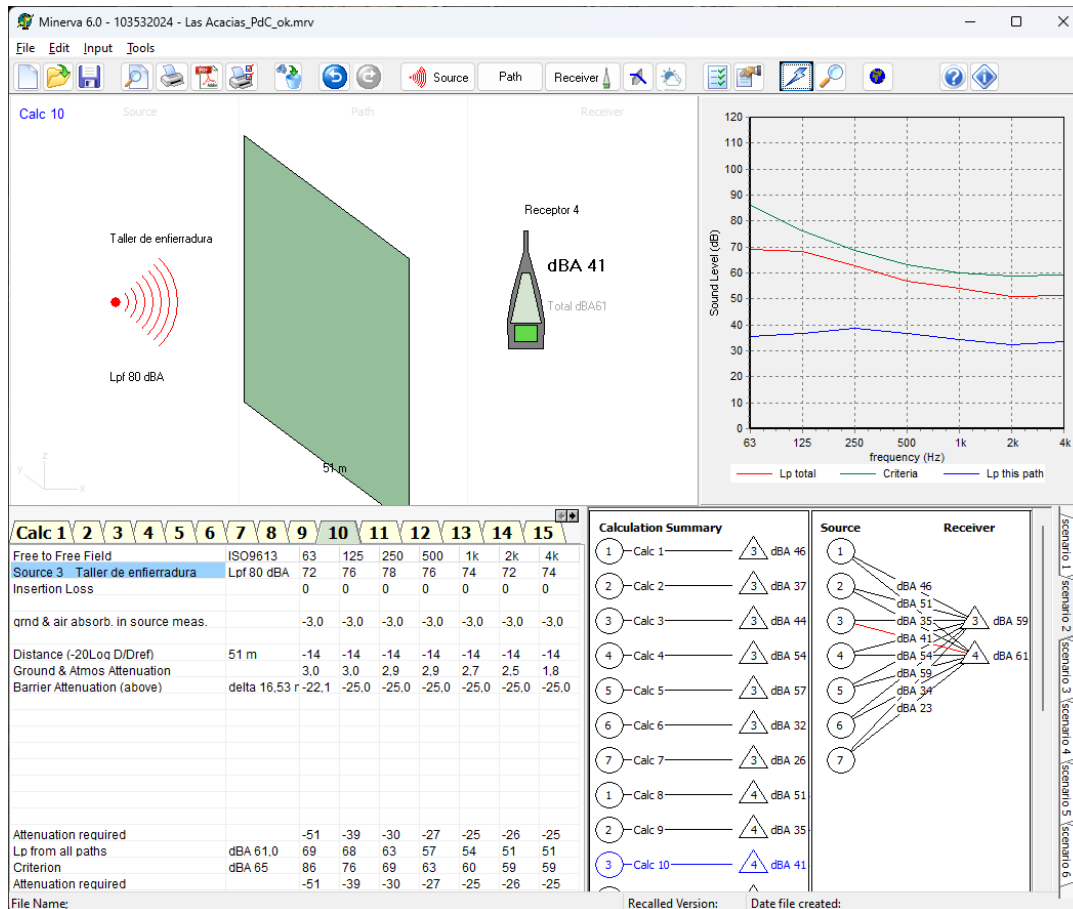 Minerva 6.0 - 103532024 - Las Acacias_PdC_ok.mrv
File Edit Input Tools
Source Path Receiver
Calc 10 Source Path Receiver
Receptor 4
Taller de enfierradura
dBA 41
Total dBA61
Lpf 80 dBA
51 m
z
y
x
Sound Level (dB)
120
110
100
90
80
70
60
50
40
30
20
10
0
63 125 250 500 1k 2k 4k
frequency (Hz)
Lp total Criteria Lp this path
Calc 1 2 3 4 5 6 7 8 9 10 11 12 13 14 15
Free to Free Field ISO9613 63 125 250 500 1k 2k 4k
Source 3 Taller de enfierradura Lpf 80 dBA 72 76 78 76 74 72 74
Insertion Loss 0 0 0 0 0 0 0
grnd & air absorb. in source meas. -3,0 -3,0 -3,0 -3,0 -3,0 -3,0 -3,0
Distance (-20Log D/Dref) 51 m -14 -14 -14 -14 -14 -14 -14
Ground & Atmos Attenuation 3,0 3,0 2,9 2,9 2,7 2,5 1,8
Barrier Attenuation (above) delta 16,53 r -22,1 -25,0 -25,0 -25,0 -25,0 -25,0 -25,0
Attenuation required -51 -39 -30 -27 -25 -26 -25
Lp from all paths dBA 61,0 69 68 63 57 54 51 51
Criterion dBA 65 86 76 69 63 60 59 59
Attenuation required -51 -39 -30 -27 -25 -26 -25
Calculation Summary
1 Calc 1 3 dBA 46
2 Calc 2 3 dBA 37
3 Calc 3 3 dBA 44
4 Calc 4 3 dBA 54
5 Calc 5 3 dBA 57
6 Calc 6 3 dBA 32
7 Calc 7 3 dBA 26
1 Calc 8 4 dBA 51
2 Calc 9 4 dBA 35
3 Calc 10 4 dBA 41
Source Receiver
1
2
3
4
5
6
7
dBA 46
dBA 51
dBA 35
dBA 41
dBA 54
dBA 59
dBA 34
dBA 23
3 dBA 59
4 dBA 61
scenario 1
scenario 2
scenario 3
scenario 4
scenario 5
scenario 6
File Name: Recalled Version: Date file created: